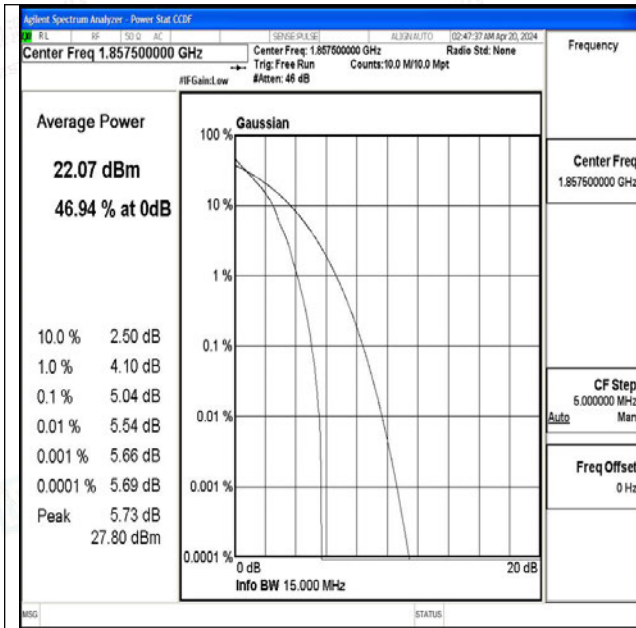 Agilent Spectrum Analyzer - Power Stat CCDF
RL RF 50 Ω AC SENSE:PULSE ALIGNAUTO 02:47:37 AM Apr 20, 2024
Center Freq 1.857500000 GHz
Center Freq: 1.857500000 GHz Radio Std: None
Trig: Free Run Counts:10.0 M/10.0 Mpt
#IFGain:Low #Atten: 46 dB
Frequency
Average Power
22.07 dBm
46.94 % at 0dB
10.0 % 2.50 dB
1.0 % 4.10 dB
0.1 % 5.04 dB
0.01 % 5.54 dB
0.001 % 5.66 dB
0.0001 % 5.69 dB
Peak 5.73 dB
27.80 dBm
Gaussian
100 %
10 %
1 %
0.1 %
0.01 %
0.001 %
0.0001 %
0 dB 20 dB
Info BW 15.000 MHz
Center Freq
1.857500000 GHz
CF Step
5.000000 MHz
Auto Man
Freq Offset
0 Hz
MSG STATUS